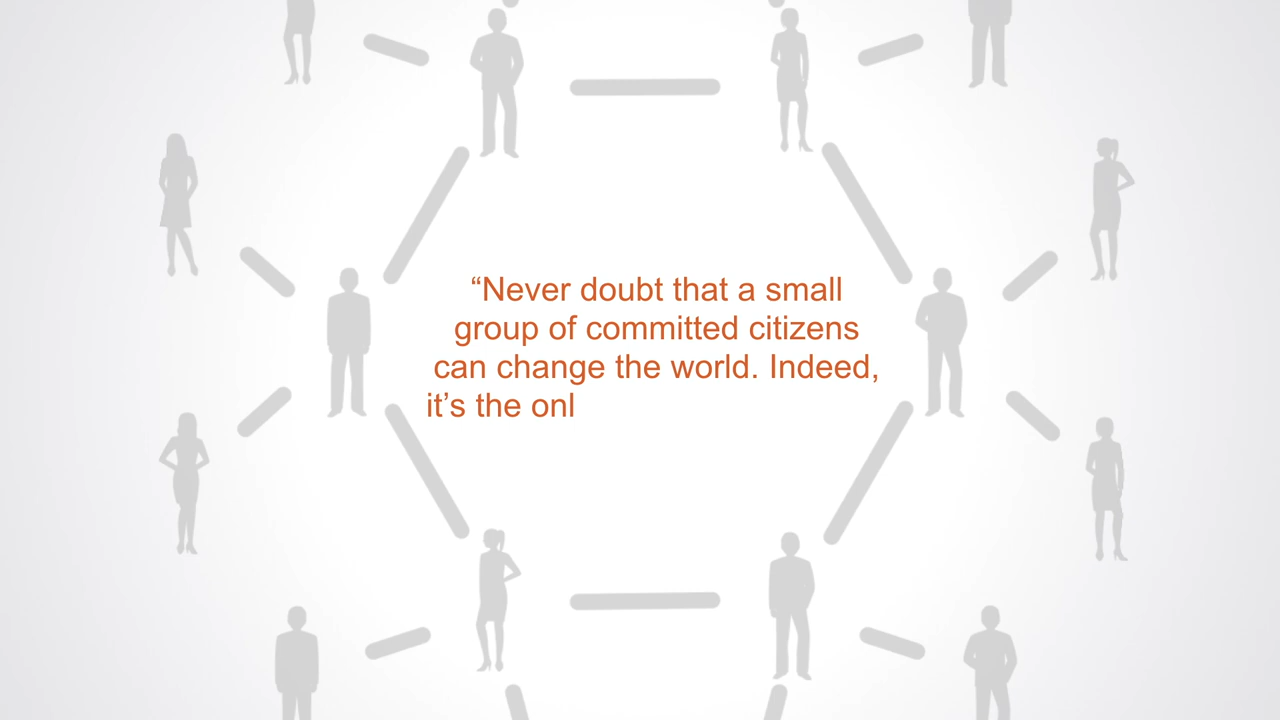 “Never doubt that a small
group of committed citizens
can change the world. Indeed,
it’s the onl